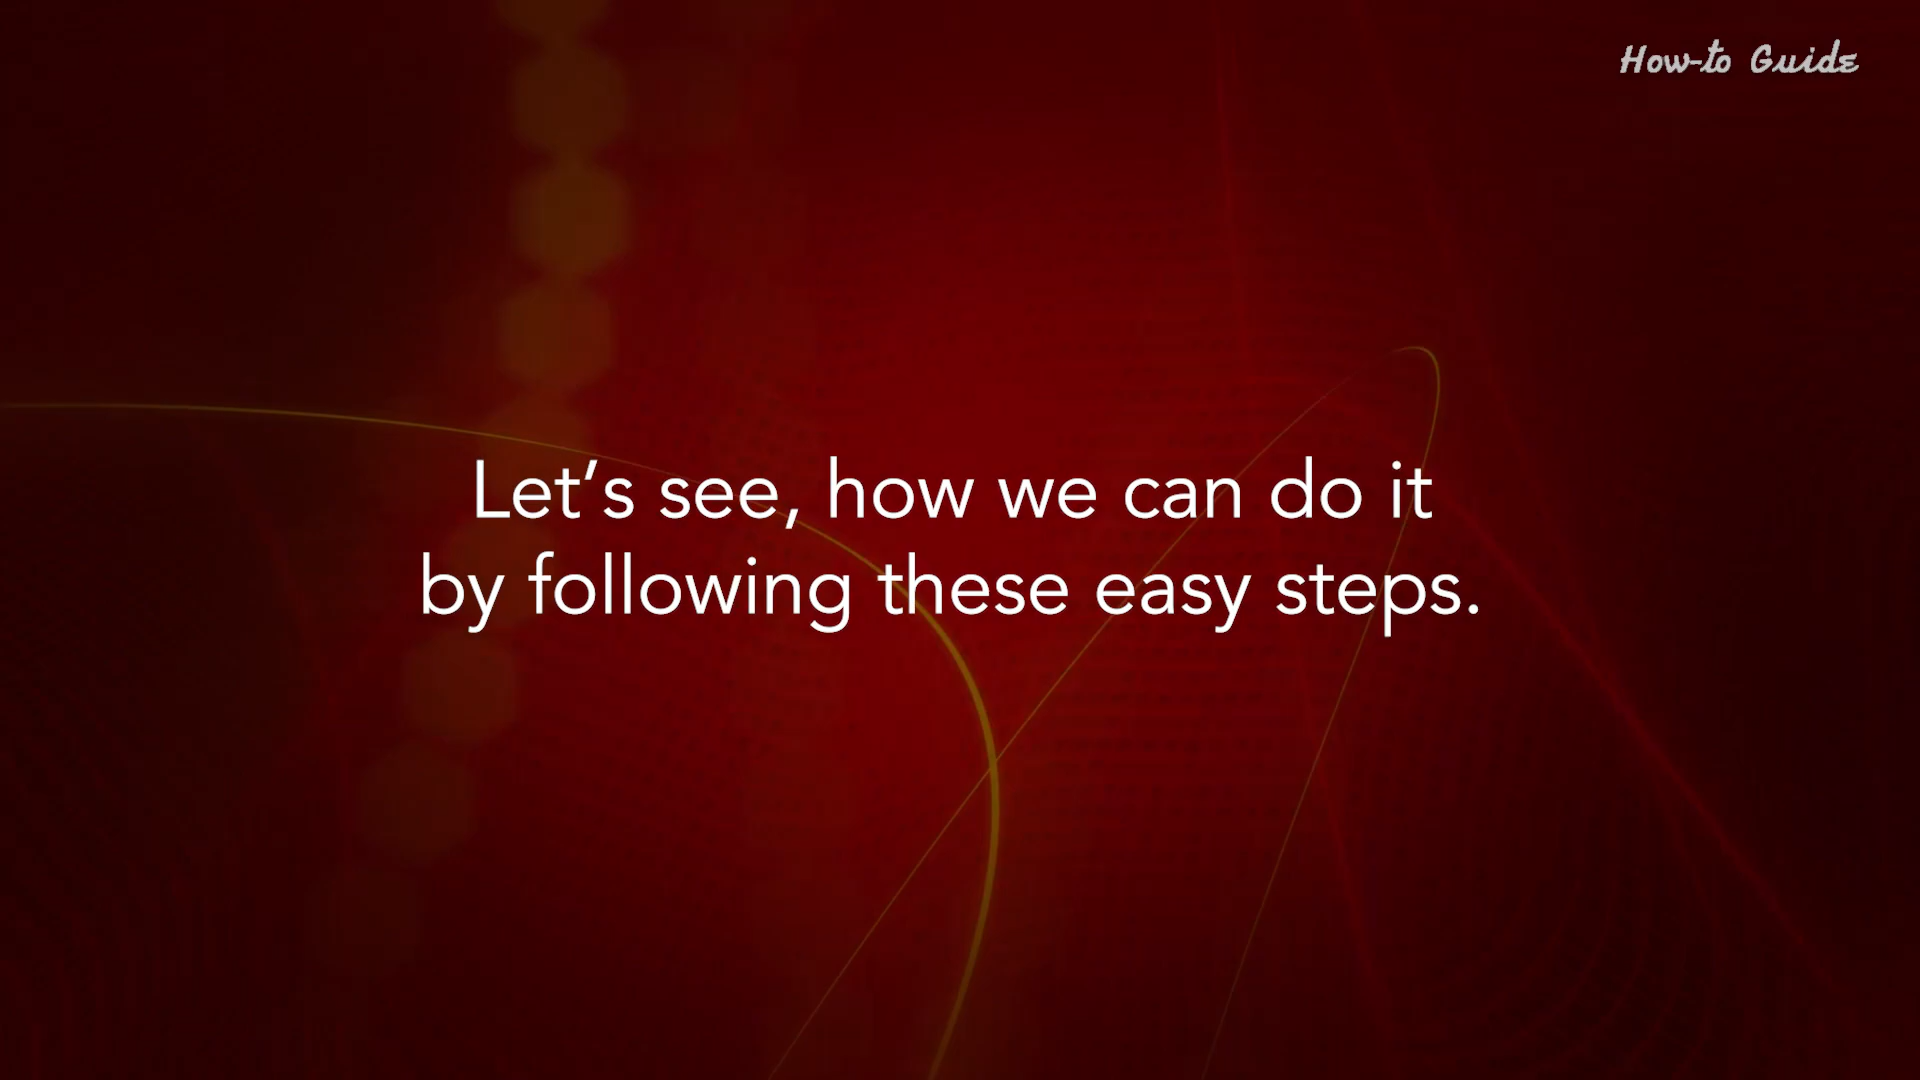 How-to Guide
Let's see, how we can do it
by following these easy steps.